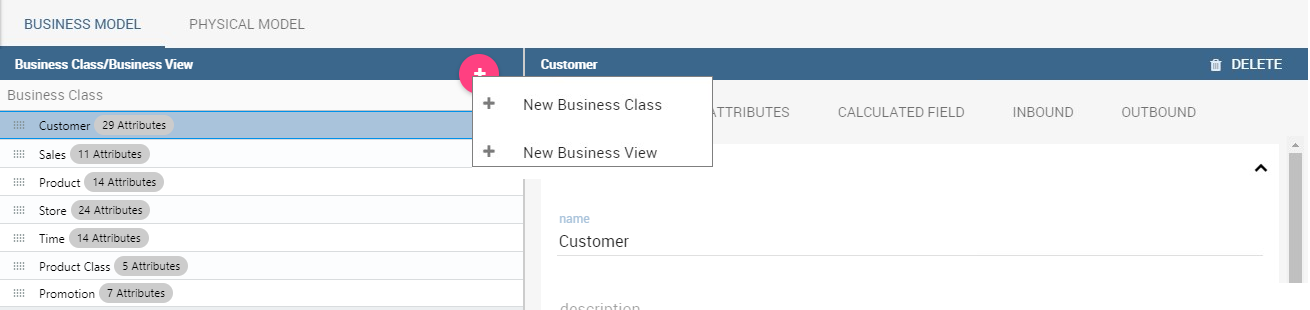 BUSINESS MODEL PHYSICAL MODEL
Business Class/Business View
Customer DELETE
Business Class
New Business Class
New Business View
ATTRIBUTES CALCULATED FIELD INBOUND OUTBOUND
Customer 29 Attributes
Sales 11 Attributes
Product 14 Attributes
Store 24 Attributes
Time 14 Attributes
Product Class 5 Attributes
Promotion 7 Attributes
name
Customer
description